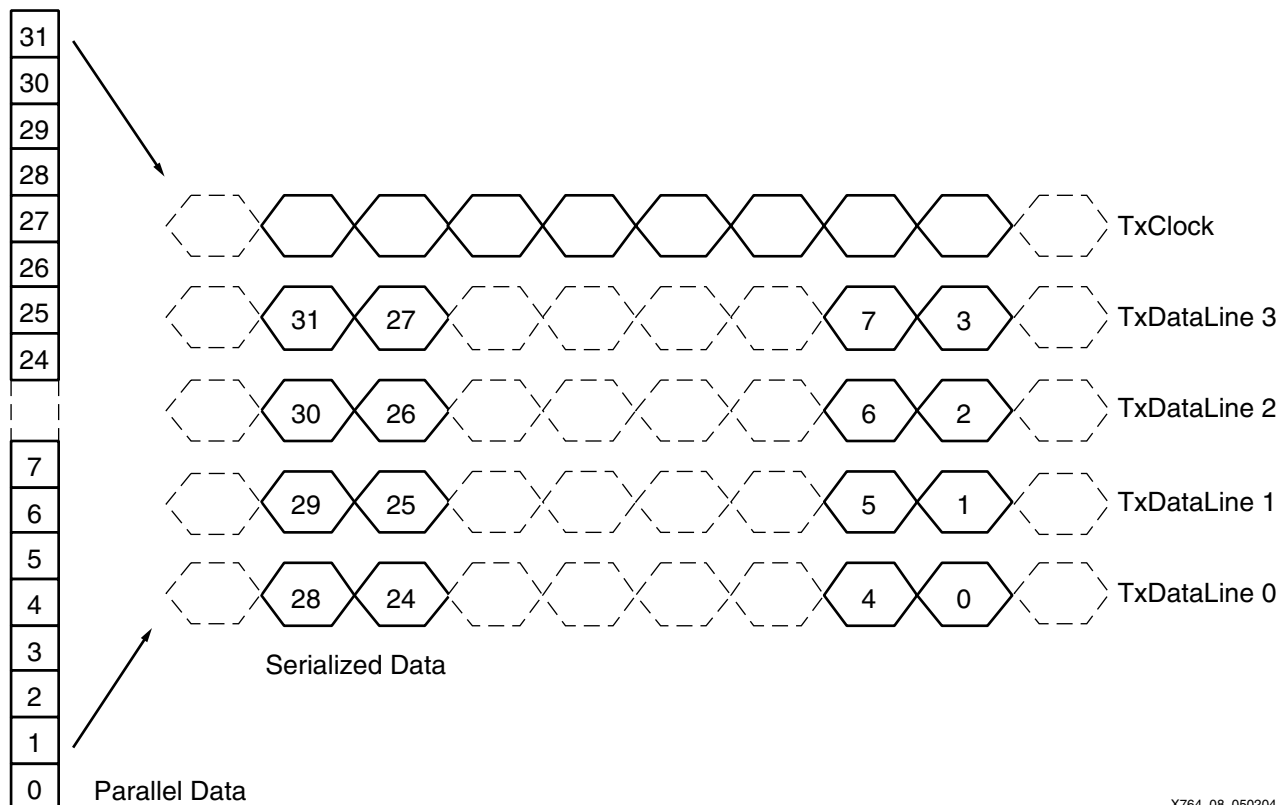 31
30
29
28
27
26
25
24
7
6
5
4
3
2
1
0
Parallel Data
TxClock
31 27 7 3 TxDataLine 3
30 26 6 2 TxDataLine 2
29 25 5 1 TxDataLine 1
28 24 4 0 TxDataLine 0
Serialized Data
X764_08_050204